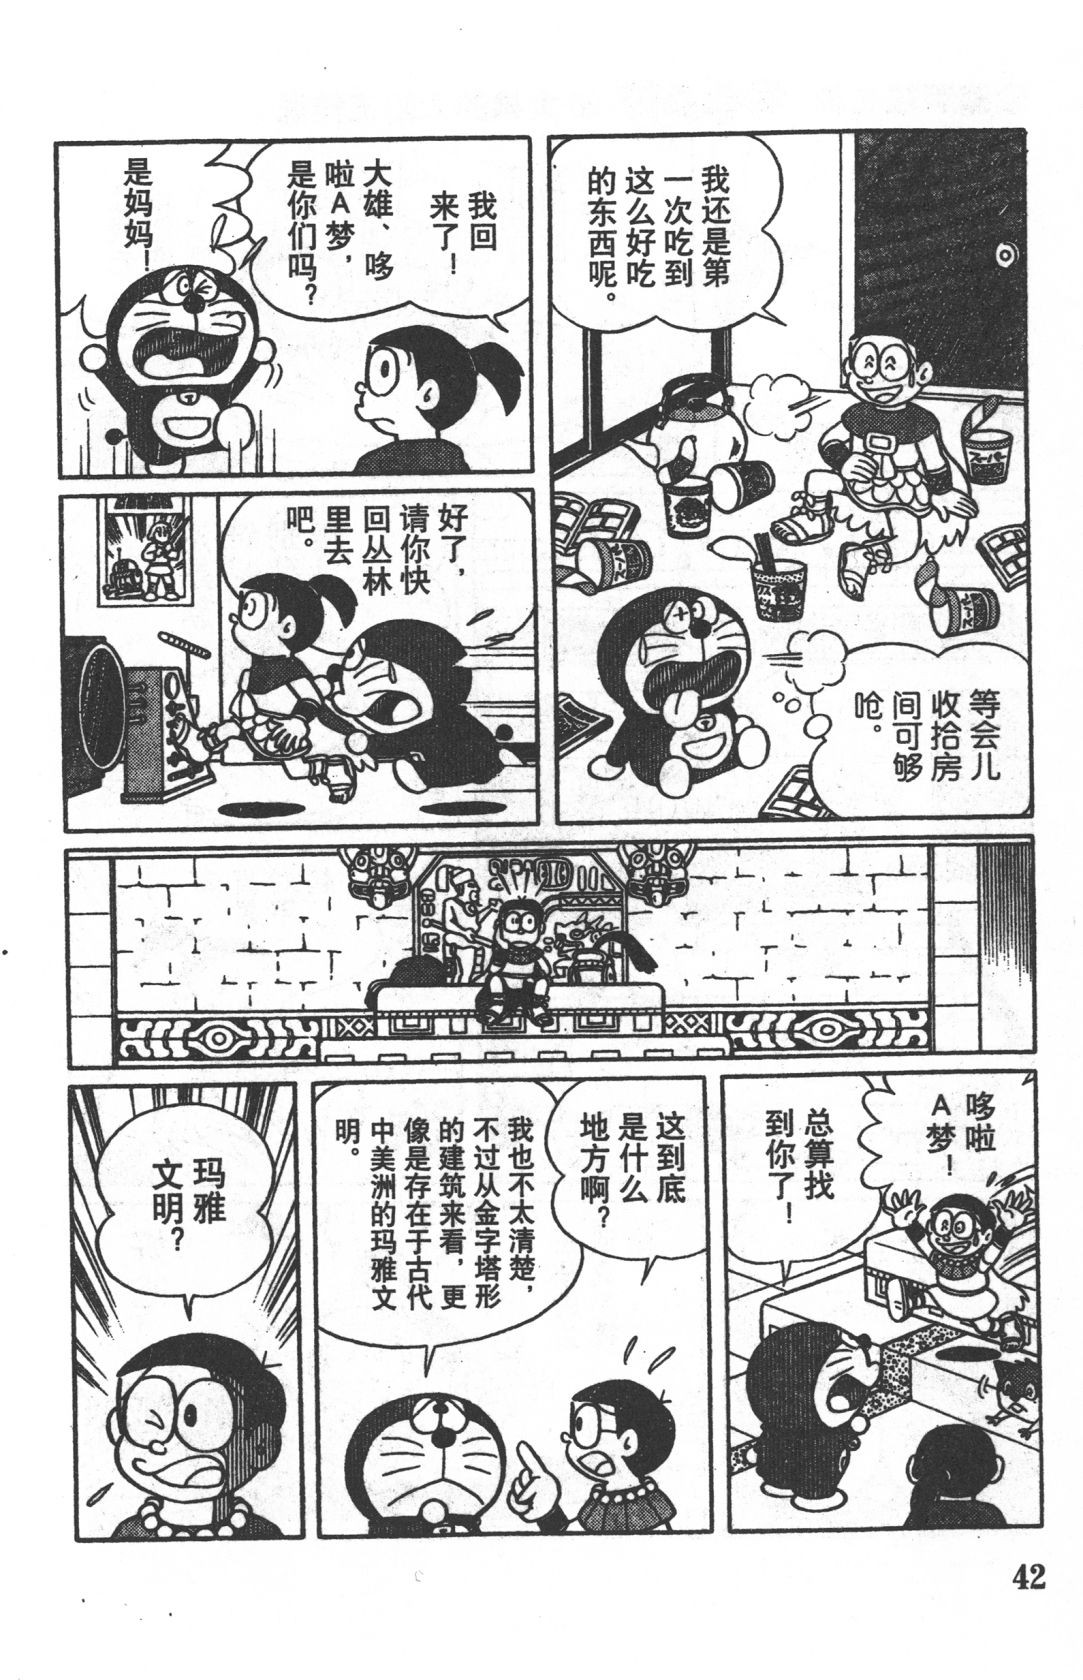 我还是第
一次吃到
这么好吃
的东西呢。
スーパー
等会儿
收拾房
间可够
呛。
我回
来了!
大雄、哆
啦A梦，
是你们吗?
是妈妈!
好了，
请你快
回丛林
里去
吧。
哆啦
A梦!
总算找
到你了!
这到底
是什么
地方啊?
我也不太清楚，
不过从金字塔形
的建筑来看，更
像是存在于古代
中美洲的玛雅文
明。
玛雅
文明?
42